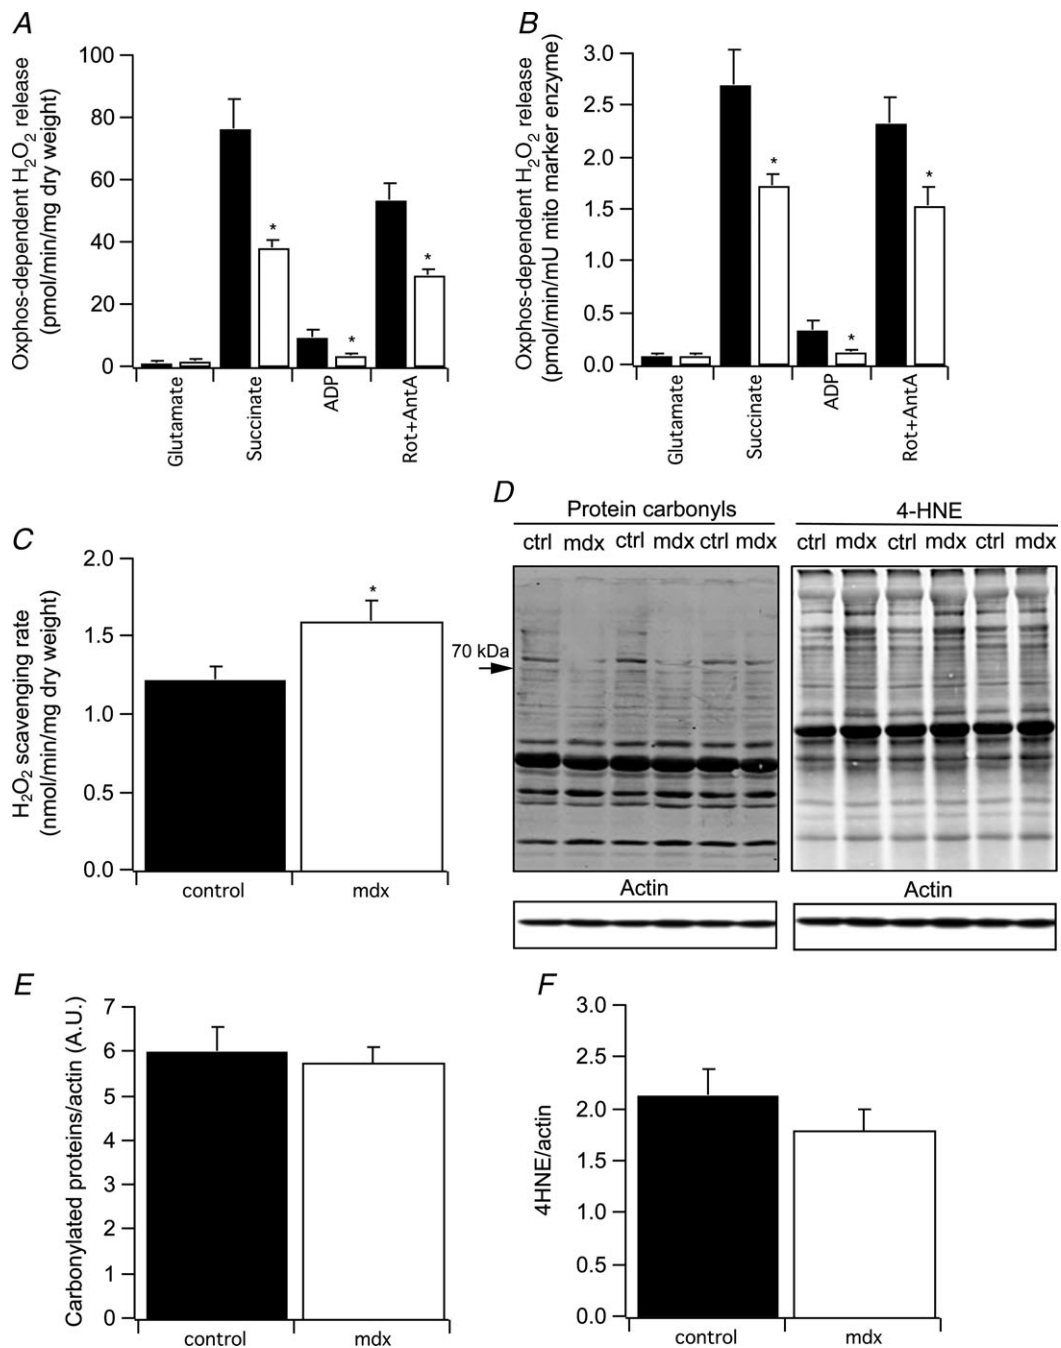 A
Oxphos-dependent H₂O₂ release
(pmol/min/mg dry weight)
100
80
60
40
20
0
*
*
*
Glutamate
Succinate
ADP
Rot+AntA
B
Oxphos-dependent H₂O₂ release
(pmol/min/mU mito marker enzyme)
3.0
2.5
2.0
1.5
1.0
0.5
0.0
*
*
*
Glutamate
Succinate
ADP
Rot+AntA
C
H₂O₂ scavenging rate
(nmol/min/mg dry weight)
2.0
1.5
1.0
0.5
0.0
*
control
mdx
D
Protein carbonyls
ctrl mdx ctrl mdx ctrl mdx
70 kDa
Actin
4-HNE
ctrl mdx ctrl mdx ctrl mdx
Actin
E
Carbonylated proteins/actin (A.U.)
7
6
5
4
3
2
1
0
control
mdx
F
4HNE/actin
3.0
2.5
2.0
1.5
1.0
0.5
0.0
control
mdx